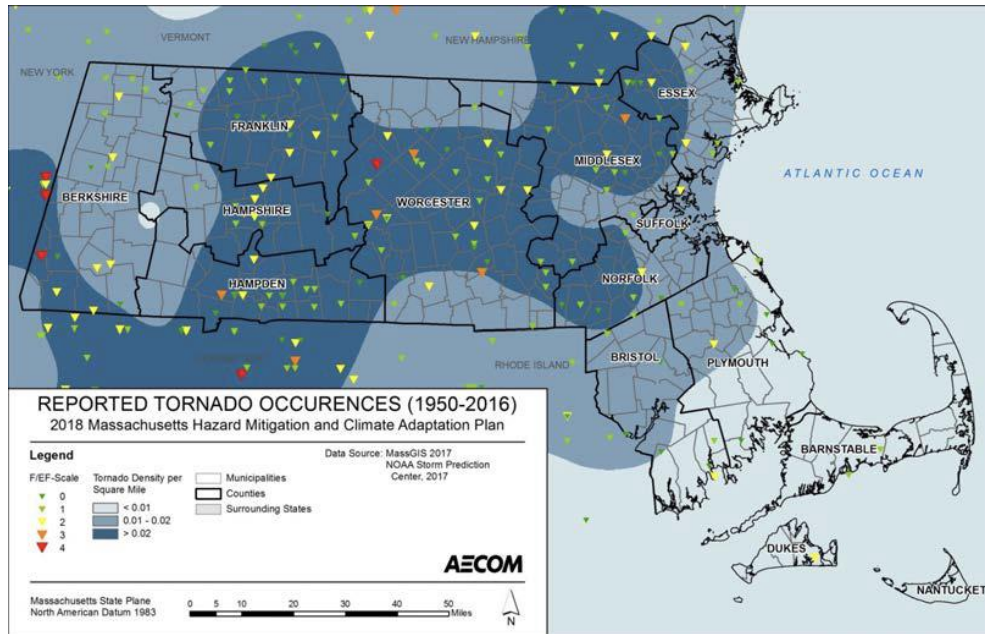 VERMONT
NEW HAMPSHIRE
NEW YORK
ESSEX
FRANKLIN
MIDDLESEX
ATLANTIC OCEAN
BERKSHIRE
HAMPSHIRE
WORCESTER
SUFFOLK
NORFOLK
HAMPDEN
BRISTOL
PLYMOUTH
RHODE ISLAND
BARNSTABLE
DUKES
NANTUCKET
REPORTED TORNADO OCCURENCES (1950-2016)
2018 Massachusetts Hazard Mitigation and Climate Adaptation Plan
Legend
F/EF-Scale
0
1
2
3
4
Tornado Density per
Square Mile
< 0.01
0.01 - 0.02
> 0.02
Municipalities
Counties
Surrounding States
Data Source: MassGIS 2017
NOAA Storm Prediction
Center, 2017
AECOM
Massachusetts State Plane
North American Datum 1983
0 5 10 20 30 40 50
Miles
N